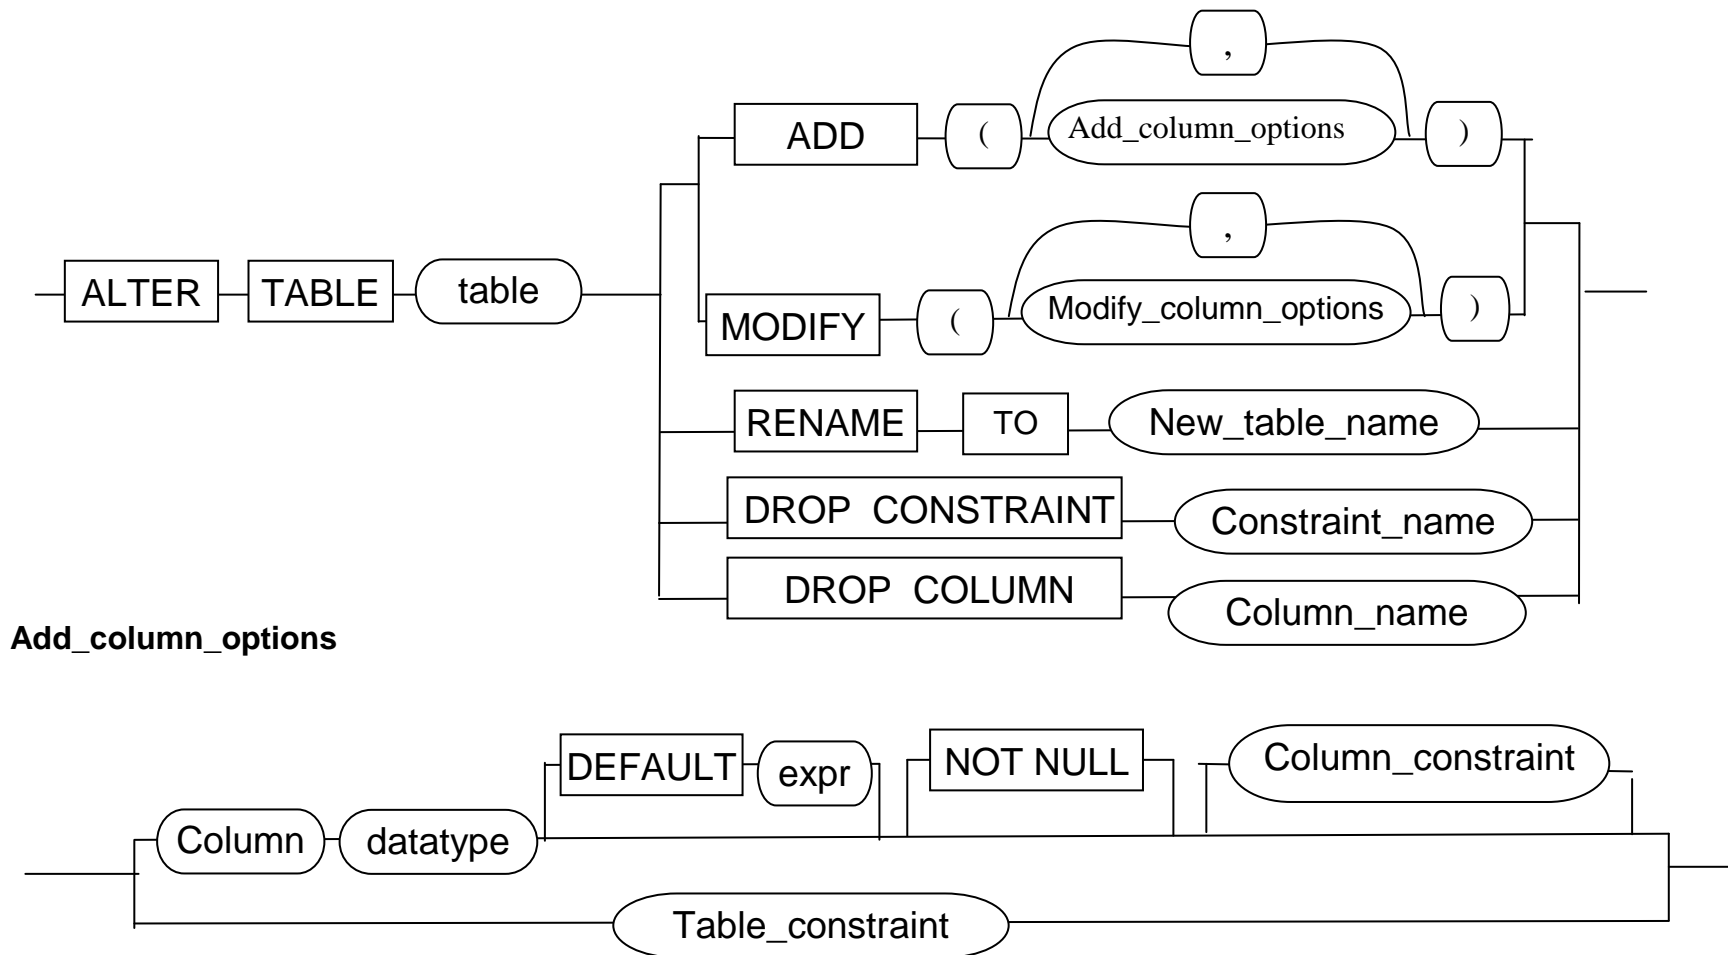 ,
ADD ( Add_column_options )
,
ALTER TABLE table
MODIFY ( Modify_column_options )
RENAME TO New_table_name
DROP CONSTRAINT Constraint_name
DROP COLUMN Column_name
Add_column_options
DEFAULT expr NOT NULL Column_constraint
Column datatype
Table_constraint